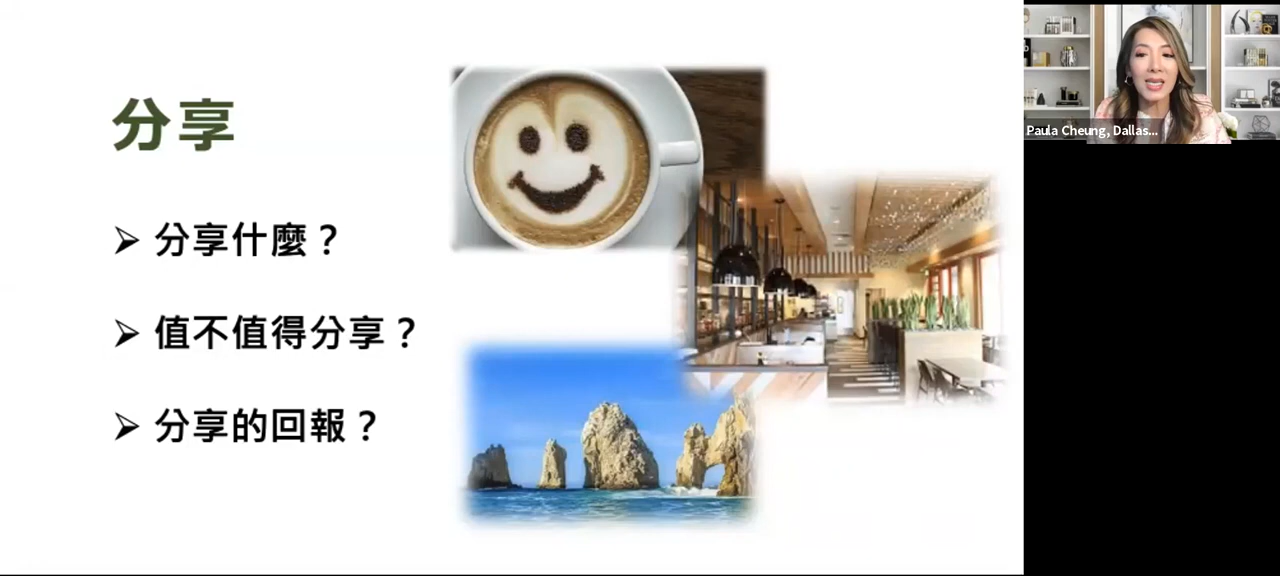 分享
➢ 分享什麼？
➢ 值不值得分享？
➢ 分享的回報？
Paula Cheung, Dallas...